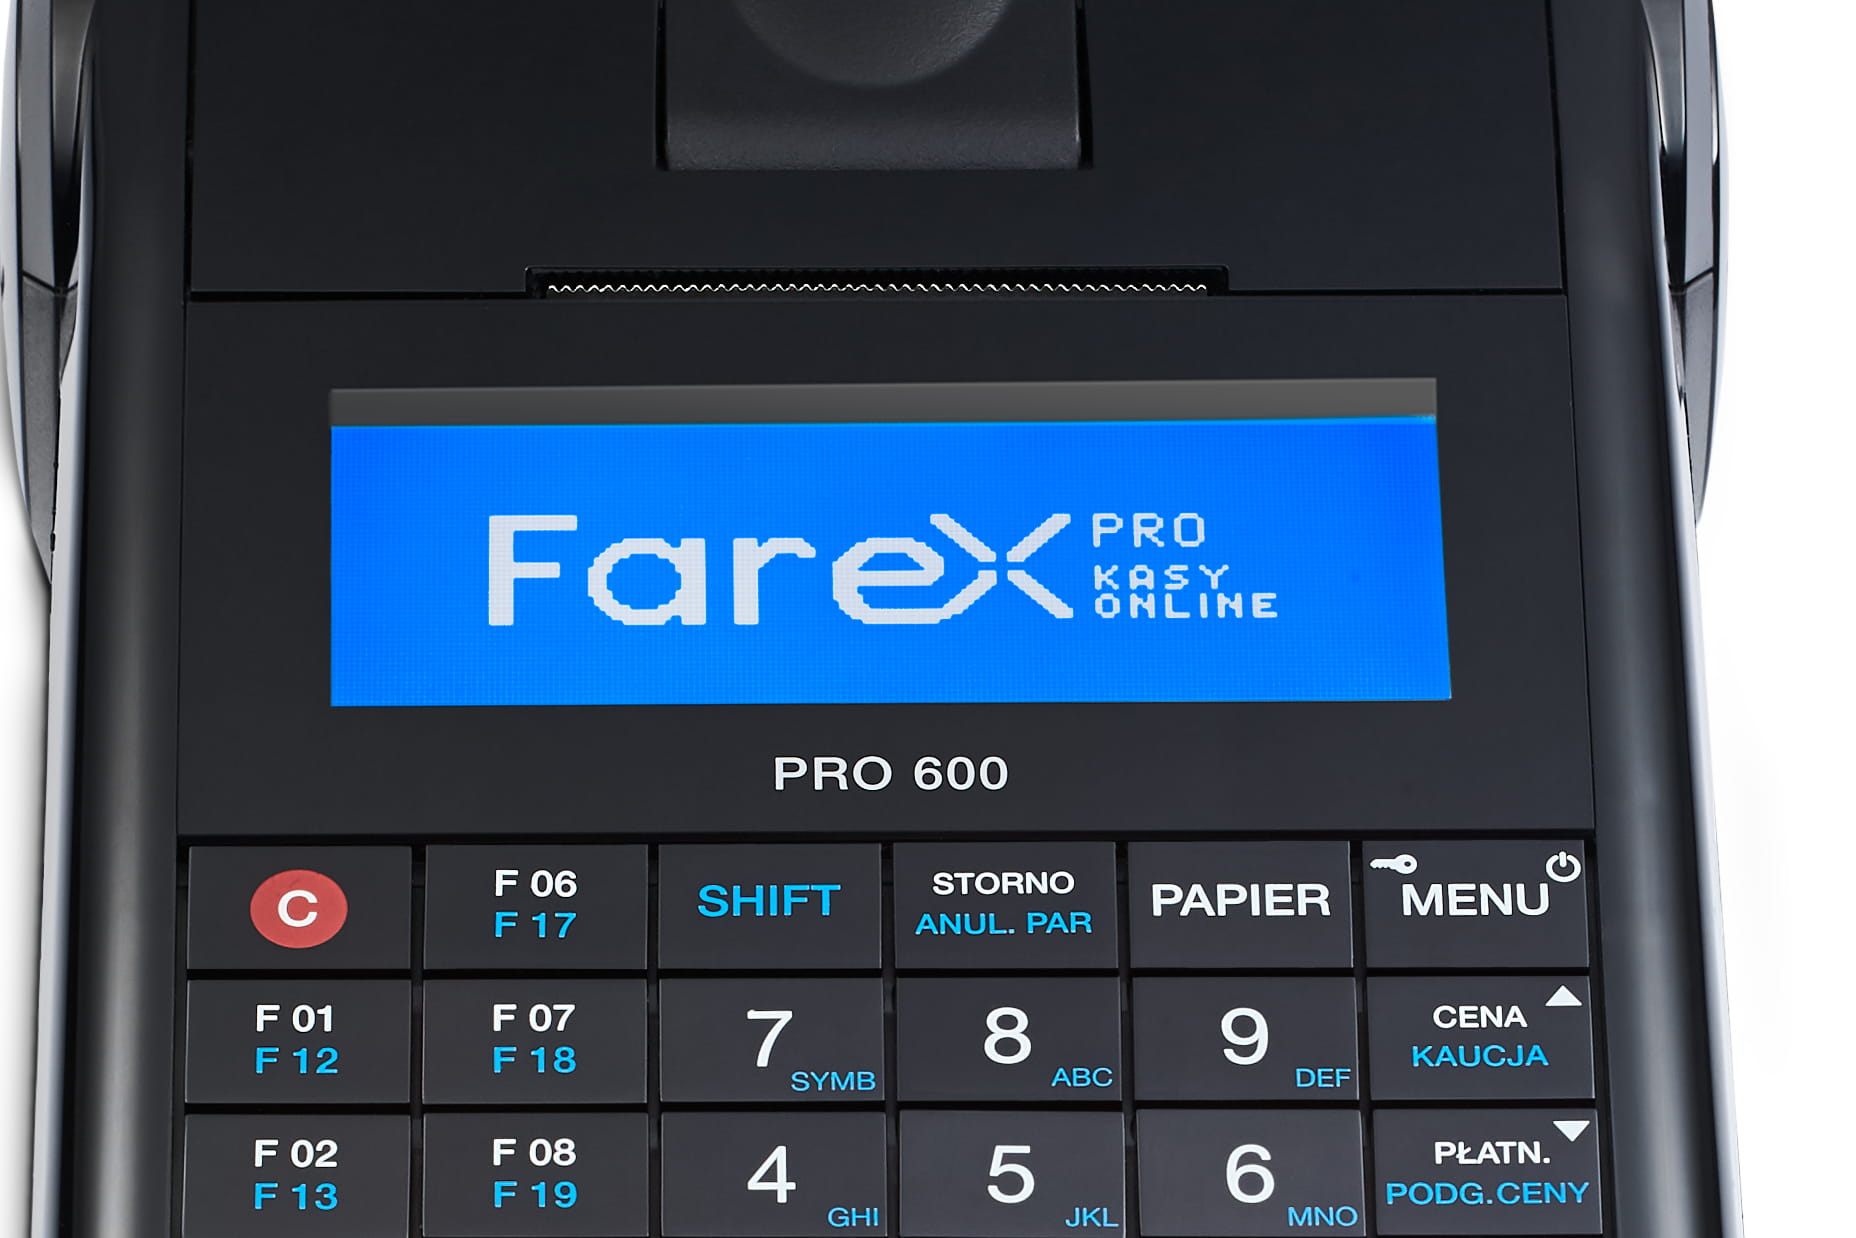 Farex PRO
KASY
ONLINE
PRO 600
C
F 06
F 17
SHIFT
STORNO
ANUL. PAR
PAPIER
MENU
F 01
F 12
F 07
F 18
7 SYMB
8 ABC
9 DEF
CENA
KAUCJA
F 02
F 13
F 08
F 19
4 GHI
5 JKL
6 MNO
PŁATN.
PODG.CENY